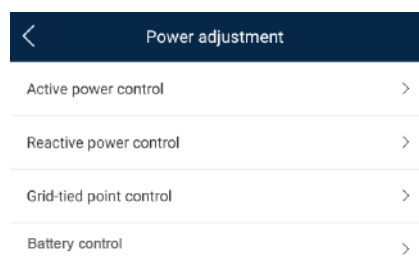 Power adjustment
Active power control
Reactive power control
Grid-tied point control
Battery control